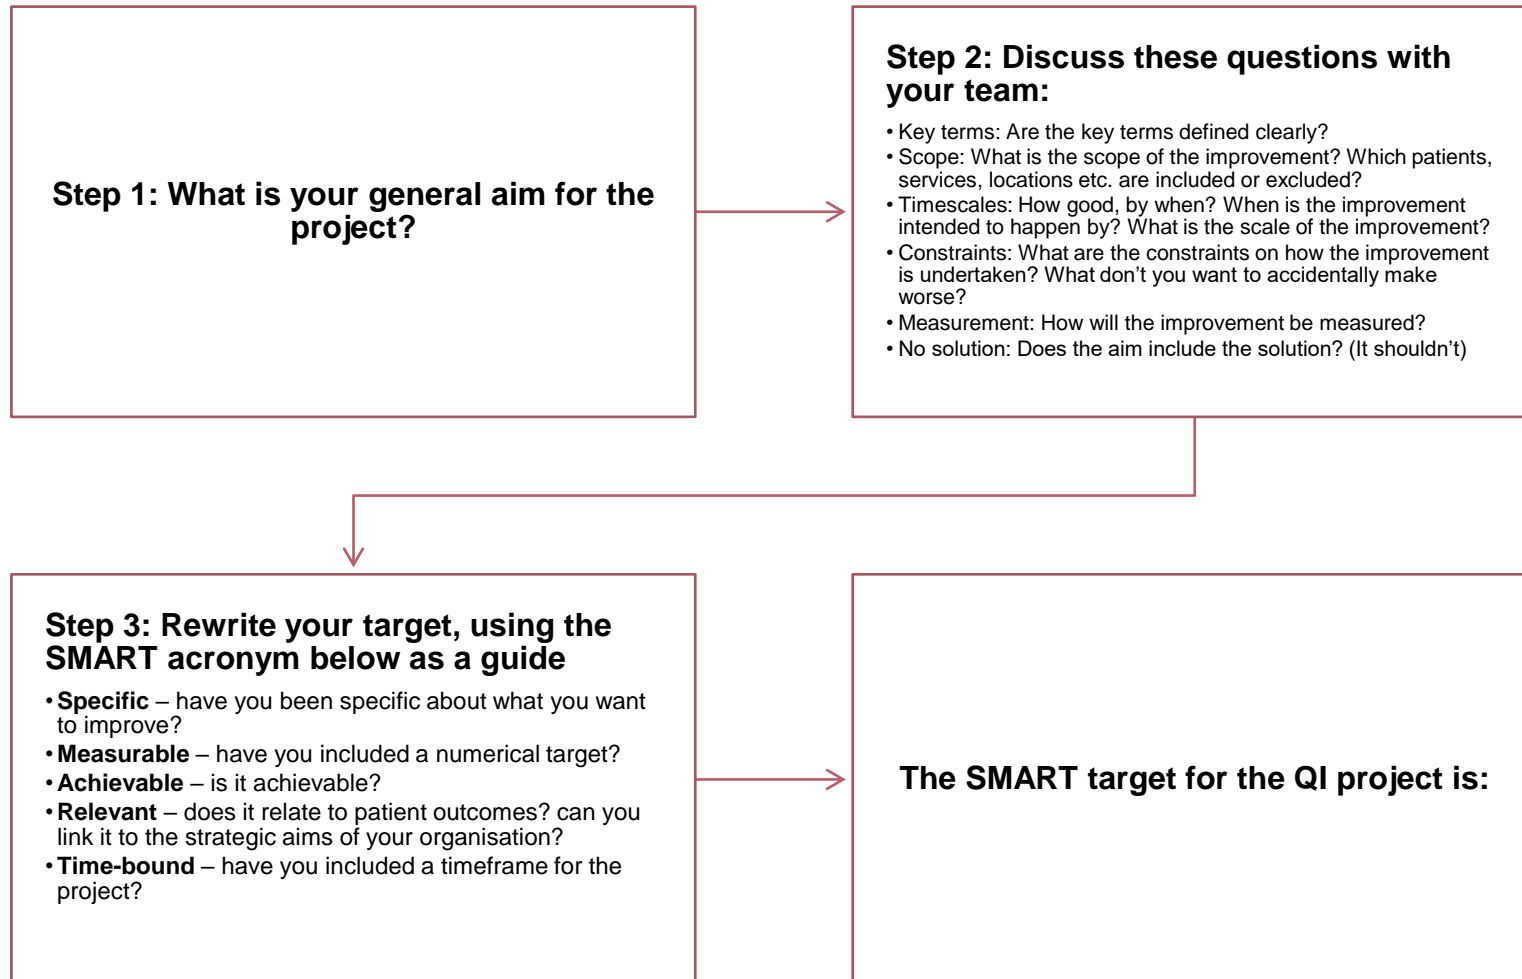 Step 1: What is your general aim for the
project?
Step 2: Discuss these questions with
your team:
• Key terms: Are the key terms defined clearly?
• Scope: What is the scope of the improvement? Which patients,
services, locations etc. are included or excluded?
• Timescales: How good, by when? When is the improvement
intended to happen by? What is the scale of the improvement?
• Constraints: What are the constraints on how the improvement
is undertaken? What don’t you want to accidentally make
worse?
• Measurement: How will the improvement be measured?
• No solution: Does the aim include the solution? (It shouldn’t)
Step 3: Rewrite your target, using the
SMART acronym below as a guide
• Specific – have you been specific about what you want
to improve?
• Measurable – have you included a numerical target?
• Achievable – is it achievable?
• Relevant – does it relate to patient outcomes? can you
link it to the strategic aims of your organisation?
• Time-bound – have you included a timeframe for the
project?
The SMART target for the QI project is: